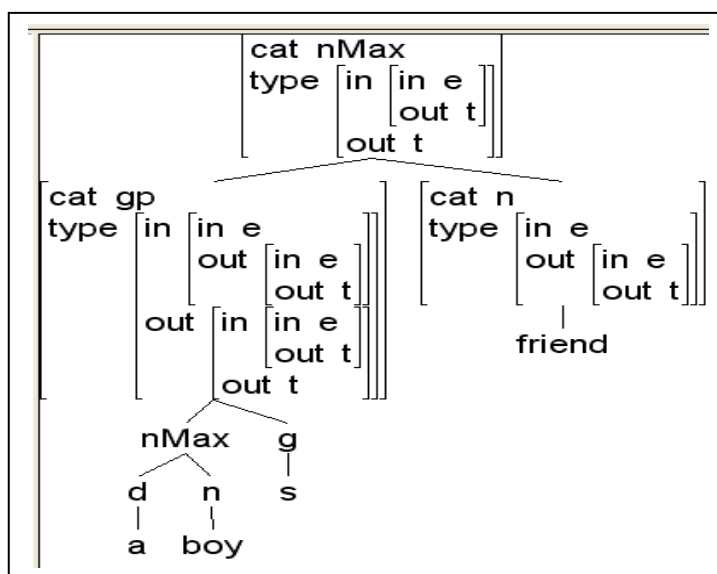 cat nMax
type in in e
out t
out t
cat gp
type in in e
out in e
out t
out in in e
out t
out t
cat n
type in e
out in e
out t
friend
nMax g
d n s
a boy